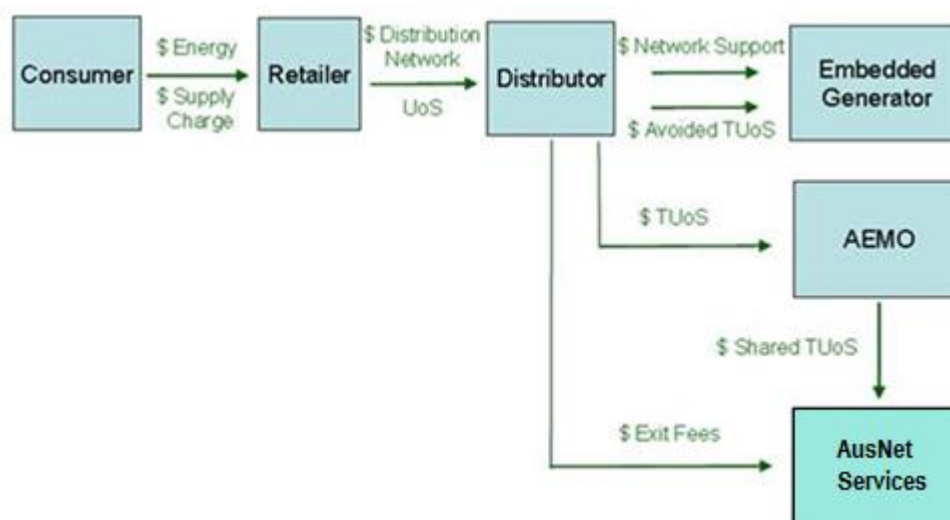 Consumer
$ Energy
$ Supply
Charge
Retailer
$ Distribution
Network
UoS
Distributor
$ Network Support
$ Avoided TUoS
Embedded
Generator
$ TUoS
AEMO
$ Shared TUoS
$ Exit Fees
AusNet
Services